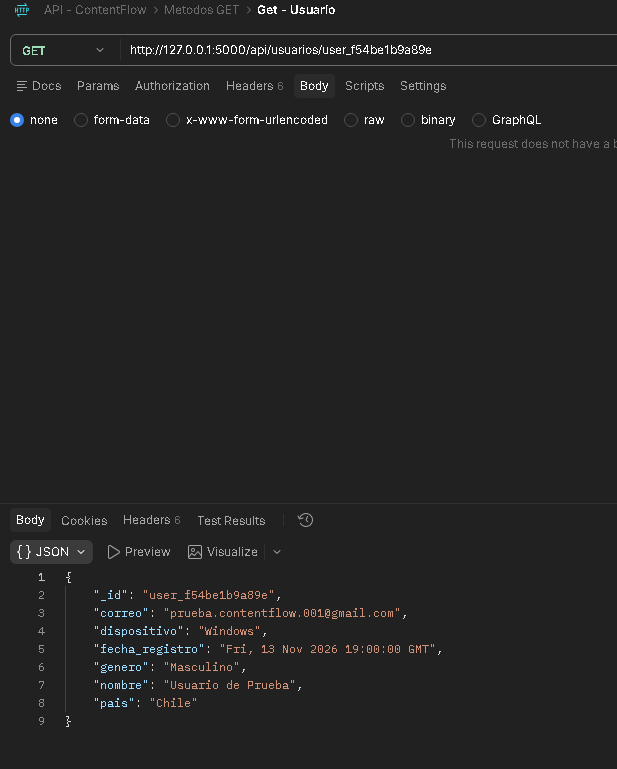 HTTP API - ContentFlow > Metodos GET > Get - Usuario
GET http://127.0.0.1:5000/api/usuarios/user_f54be1b9a89e
Docs Params Authorization Headers 6 Body Scripts Settings
none form-data x-www-form-urlencoded raw binary GraphQL
This request does not have a b
Body Cookies Headers 6 Test Results
{} JSON Preview Visualize
1 {
2 "_id": "user_f54be1b9a89e",
3 "correo": "prueba.contentflow.001@gmail.com",
4 "dispositivo": "Windows",
5 "fecha_registro": "Fri, 13 Nov 2026 19:00:00 GMT",
6 "genero": "Masculino",
7 "nombre": "Usuario de Prueba",
8 "pais": "Chile"
9 }